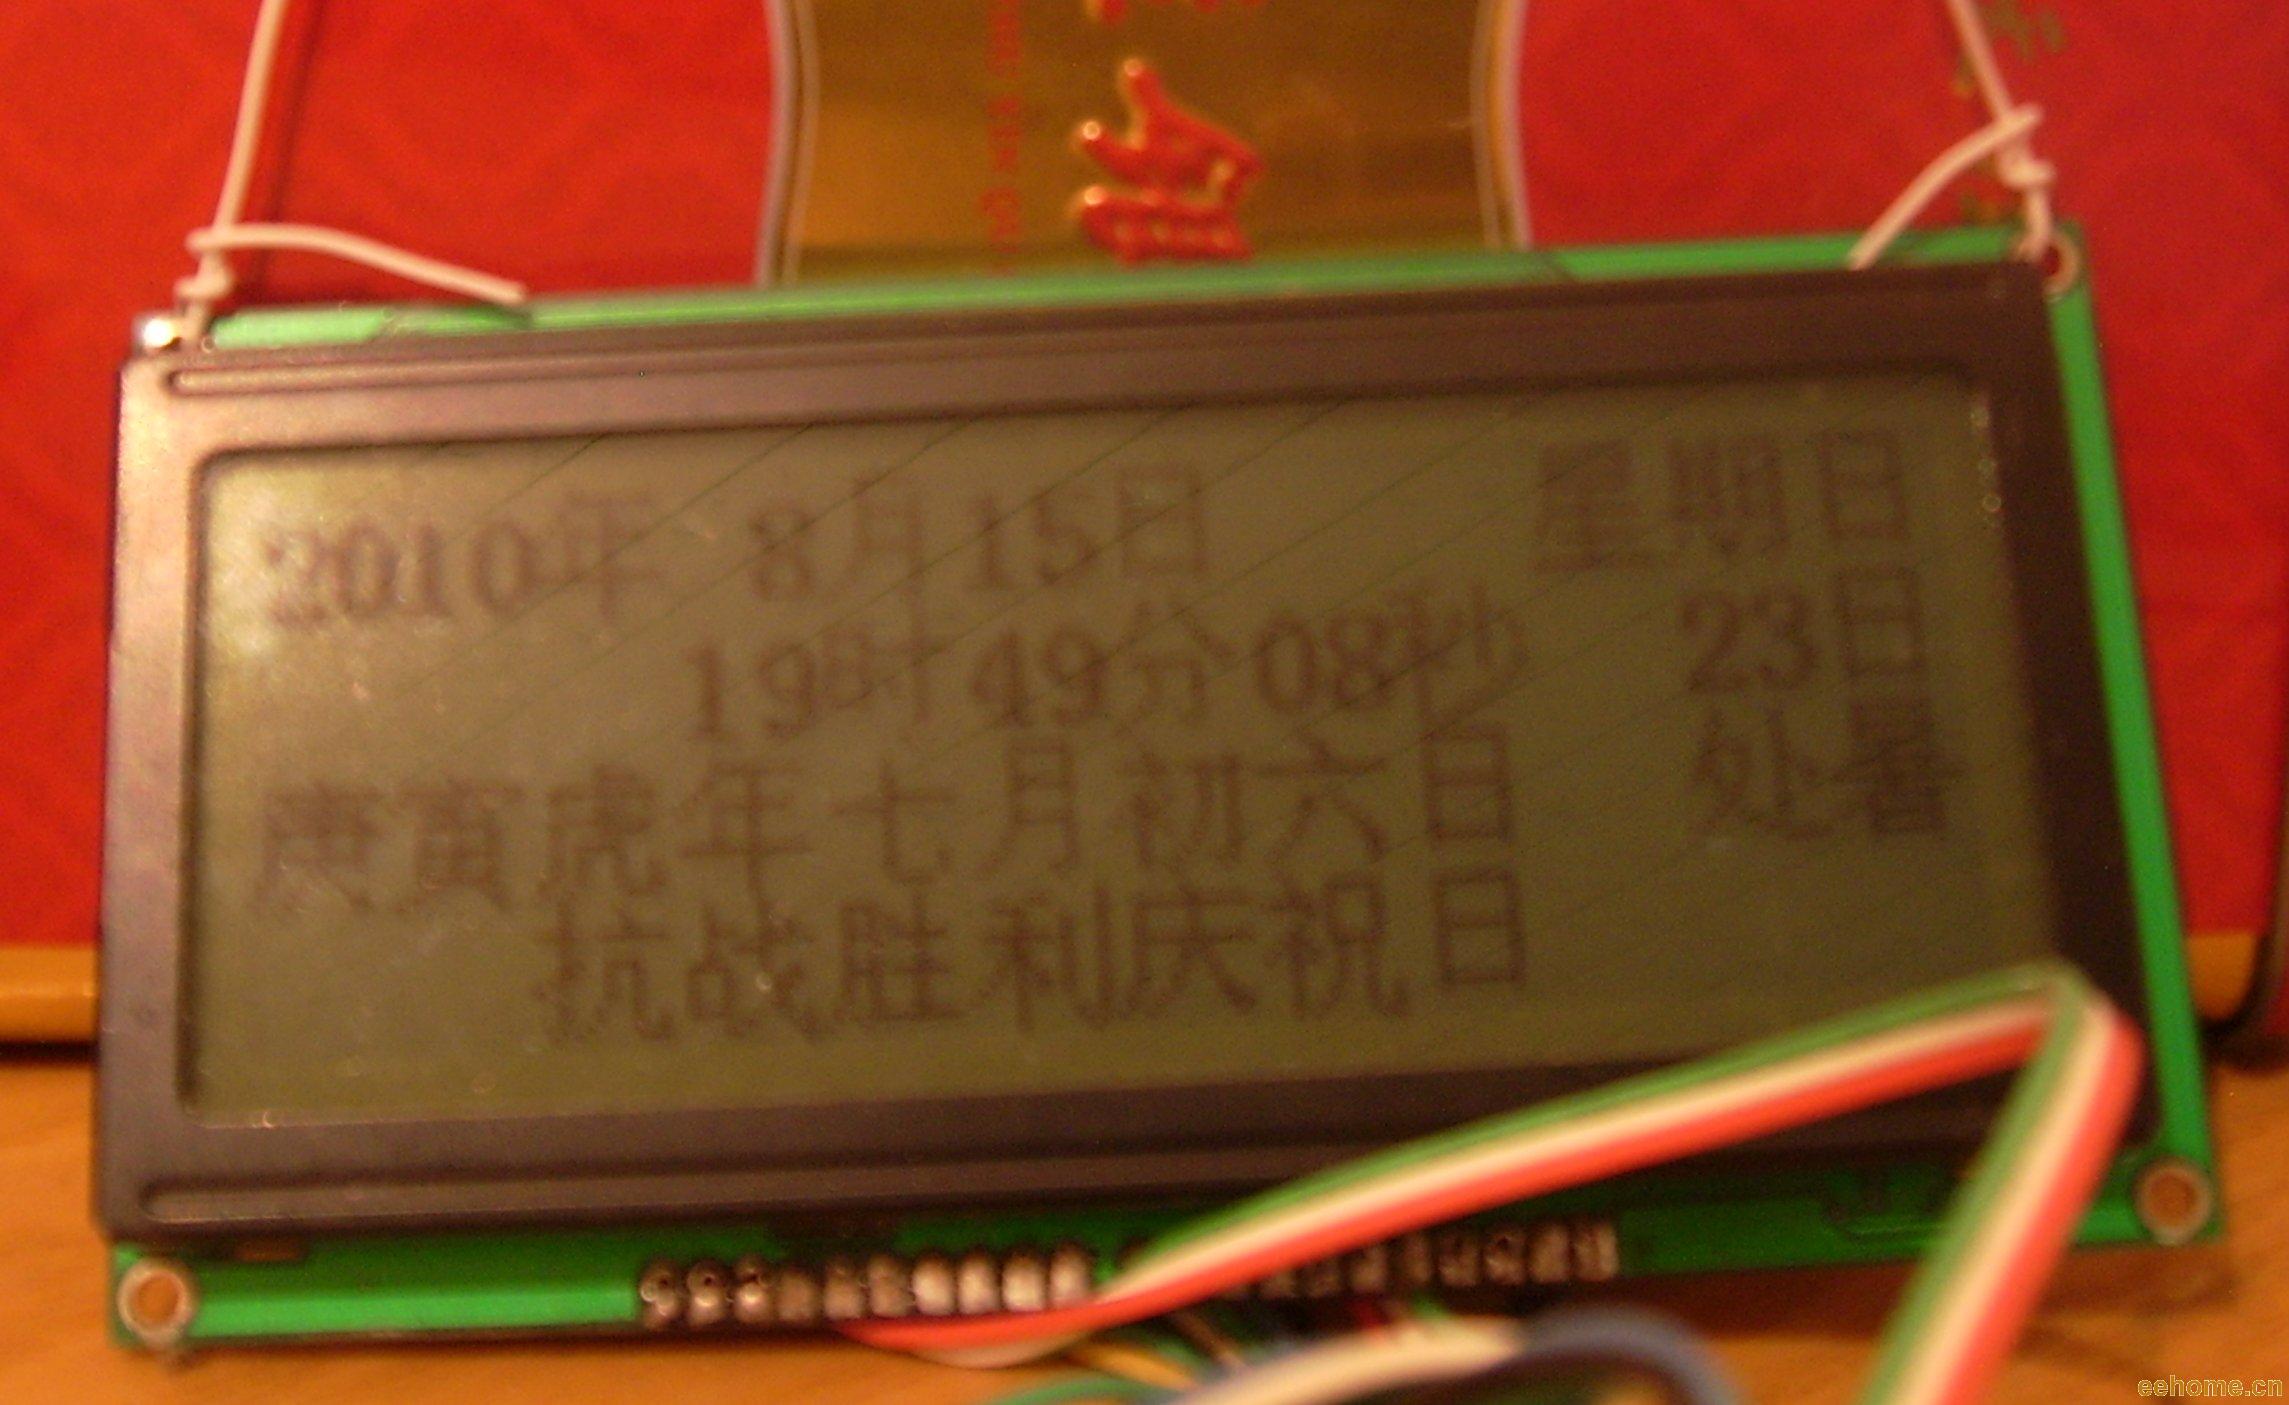 2010年 8月15日 星期日
19时49分08秒 23日
庚寅虎年七月初六日 处暑
抗战胜利庆祝日
eehome.cn